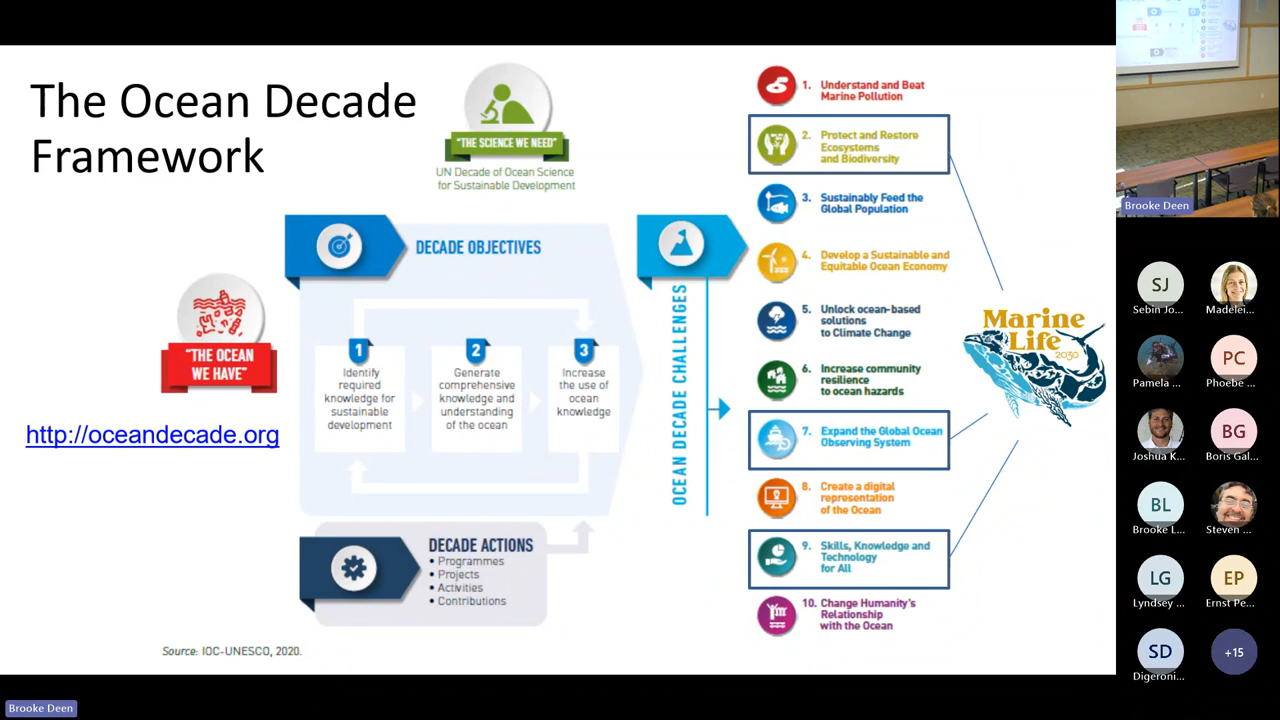 The Ocean Decade
Framework
"THE SCIENCE WE NEED"
UN Decade of Ocean Science
for Sustainable Development
"THE OCEAN
WE HAVE"
http://oceandecade.org
DECADE OBJECTIVES
1
Identify
required
knowledge for
sustainable
development
2
Generate
comprehensive
knowledge and
understanding
of the ocean
3
Increase
the use of
ocean
knowledge
DECADE ACTIONS
• Programmes
• Projects
• Activities
• Contributions
Source: IOC-UNESCO, 2020.
OCEAN DECADE CHALLENGES
1. Understand and Beat
Marine Pollution
2. Protect and Restore
Ecosystems
and Biodiversity
3. Sustainably Feed the
Global Population
4. Develop a Sustainable and
Equitable Ocean Economy
5. Unlock ocean-based
solutions
to Climate Change
6. Increase community
resilience
to ocean hazards
7. Expand the Global Ocean
Observing System
8. Create a digital
representation
of the Ocean
9. Skills, Knowledge and
Technology
for All
10. Change Humanity's
Relationship
with the Ocean
Marine
Life
2030
Brooke Deen
SJ
Sebin Jo...
Madelei...
Pamela ...
PC
Phoebe ...
Joshua K...
BG
Boris Gal...
BL
Brooke L...
Steven ...
LG
Lyndsey ...
EP
Ernst Pe...
SD
Digeroni...
+15
Brooke Deen